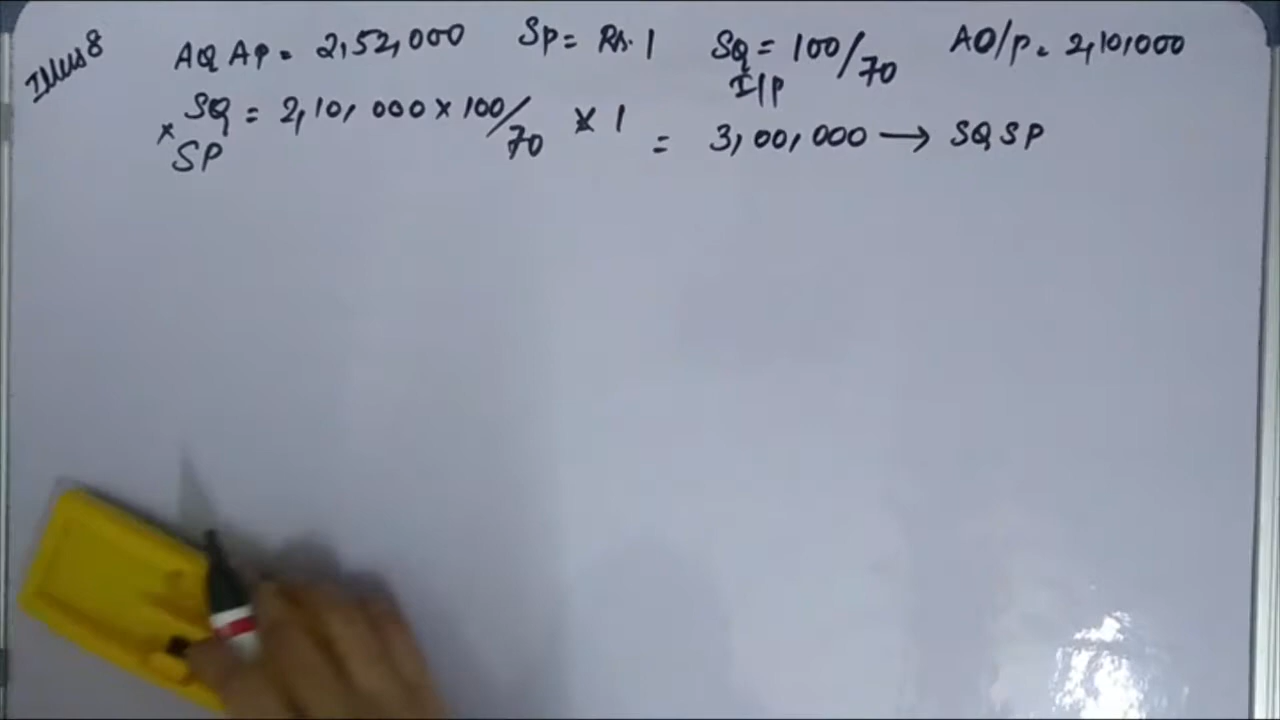 Illus 8
AQ AP = 2,52,000 SP = Rs. 1 SQ = 100/70 AO/P = 2,10,000
I/P
SQ = 2,10,000 × 100/70 × 1 = 3,00,000 → SQSP
× SP